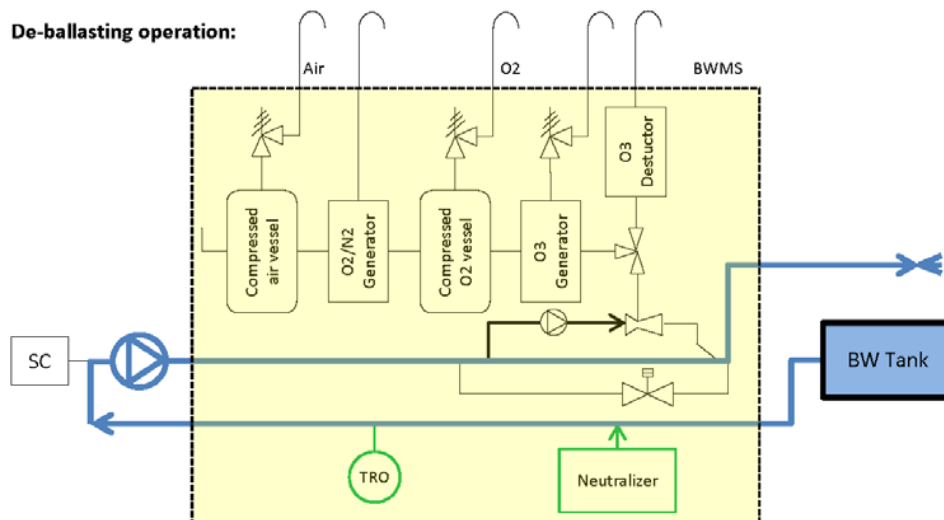 De-ballasting operation:
Air
O2
BWMS
Compressed
air vessel
O2/N2
Generator
Compressed
O2 vessel
O3
Generator
O3
Destuctor
SC
BW Tank
TRO
Neutralizer